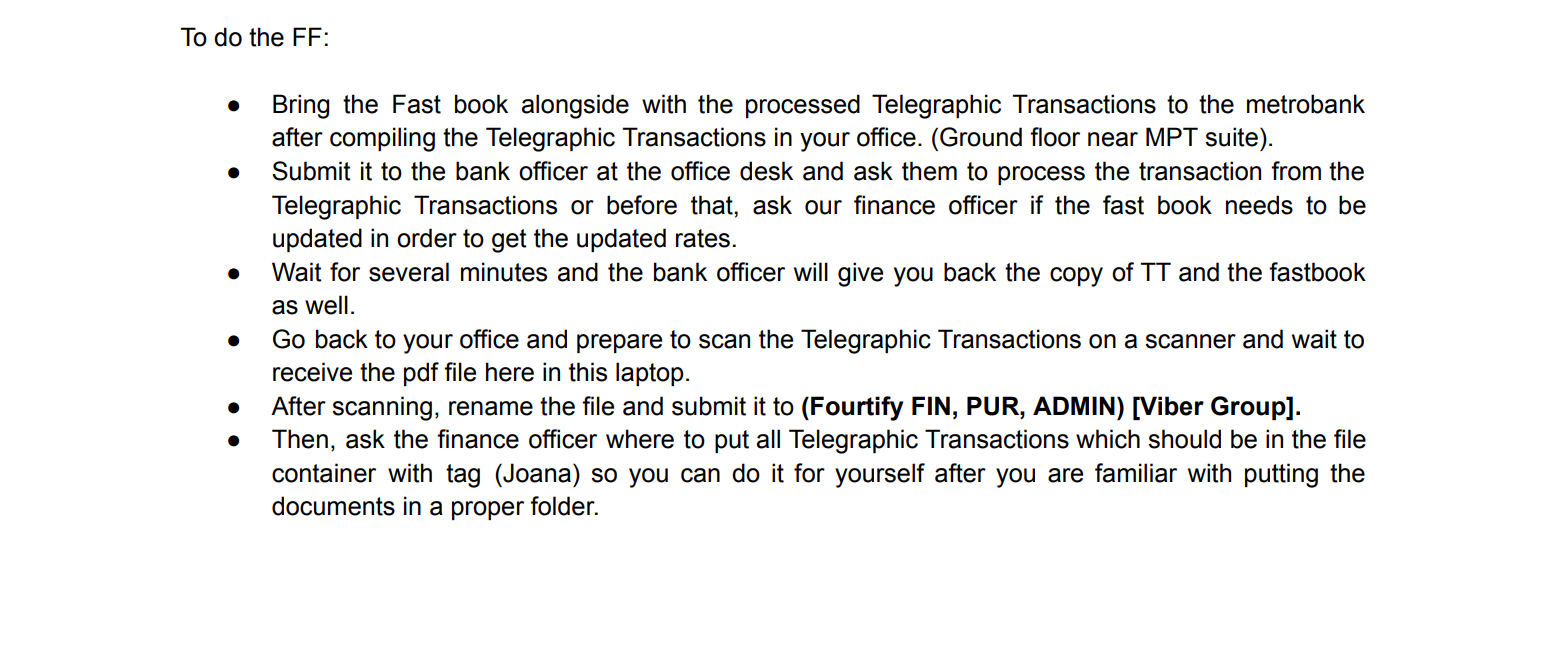 To do the FF:
● Bring the Fast book alongside with the processed Telegraphic Transactions to the metrobank
after compiling the Telegraphic Transactions in your office. (Ground floor near MPT suite).
● Submit it to the bank officer at the office desk and ask them to process the transaction from the
Telegraphic Transactions or before that, ask our finance officer if the fast book needs to be
updated in order to get the updated rates.
● Wait for several minutes and the bank officer will give you back the copy of TT and the fastbook
as well.
● Go back to your office and prepare to scan the Telegraphic Transactions on a scanner and wait to
receive the pdf file here in this laptop.
● After scanning, rename the file and submit it to (Fourtify FIN, PUR, ADMIN) [Viber Group].
● Then, ask the finance officer where to put all Telegraphic Transactions which should be in the file
container with tag (Joana) so you can do it for yourself after you are familiar with putting the
documents in a proper folder.